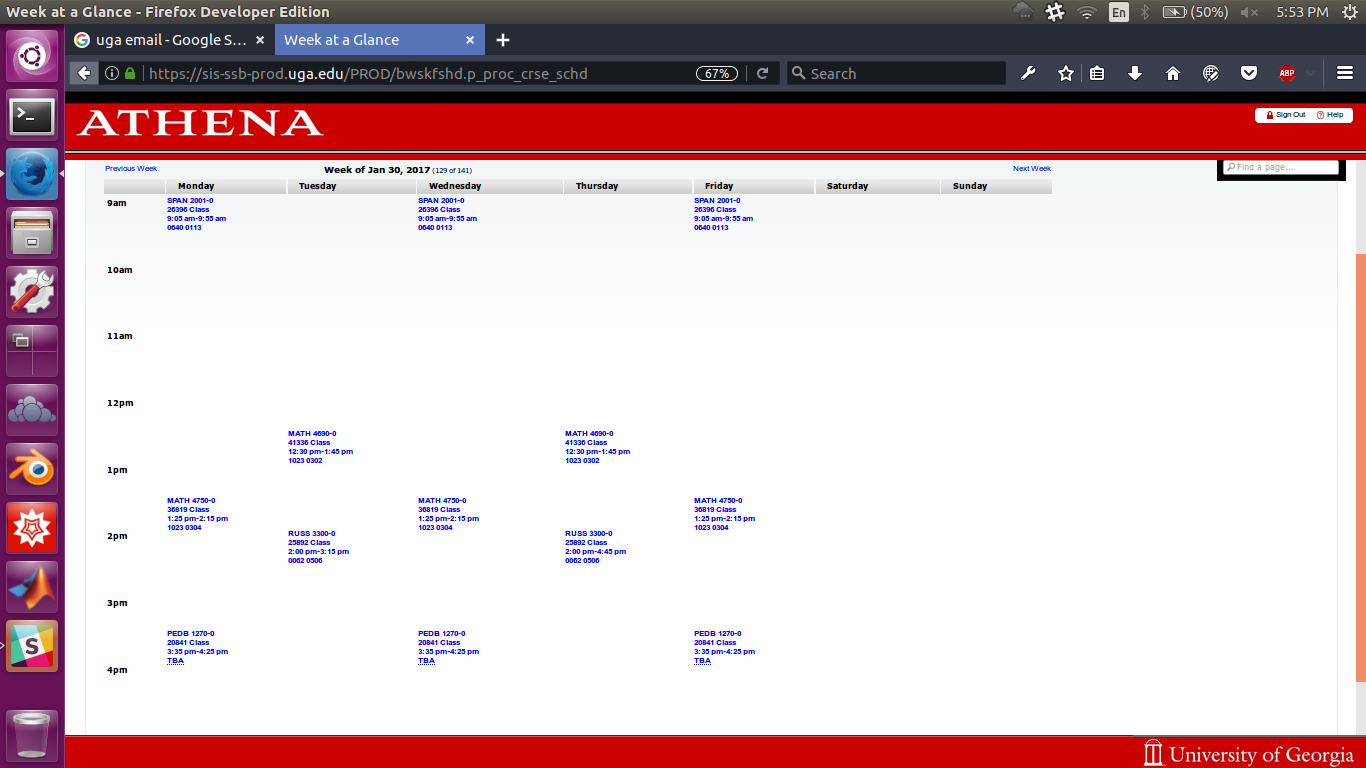 Week at a Glance - Firefox Developer Edition
En
(50%)
5:53 PM
uga email - Google S... ×
Week at a Glance ×
https://sis-ssb-prod.uga.edu/PROD/bwskfshd.p_proc_crse_schd
67%
Search
ABP
ATHENA
Sign Out
Help
Previous Week
Week of Jan 30, 2017 (129 of 141)
Next Week
Find a page...
Monday Tuesday Wednesday Thursday Friday Saturday Sunday
9am
SPAN 2001-0
26396 Class
9:05 am-9:55 am
0640 0113
SPAN 2001-0
26396 Class
9:05 am-9:55 am
0640 0113
SPAN 2001-0
26396 Class
9:05 am-9:55 am
0640 0113
10am
11am
12pm
MATH 4690-0
41336 Class
12:30 pm-1:45 pm
1023 0302
MATH 4690-0
41336 Class
12:30 pm-1:45 pm
1023 0302
1pm
MATH 4750-0
36819 Class
1:25 pm-2:15 pm
1023 0304
MATH 4750-0
36819 Class
1:25 pm-2:15 pm
1023 0304
MATH 4750-0
36819 Class
1:25 pm-2:15 pm
1023 0304
2pm
RUSS 3300-0
25892 Class
2:00 pm-3:15 pm
0062 0506
RUSS 3300-0
25892 Class
2:00 pm-4:45 pm
0062 0506
3pm
PEDB 1270-0
20841 Class
3:35 pm-4:25 pm
TBA
PEDB 1270-0
20841 Class
3:35 pm-4:25 pm
TBA
PEDB 1270-0
20841 Class
3:35 pm-4:25 pm
TBA
4pm
S
University of Georgia